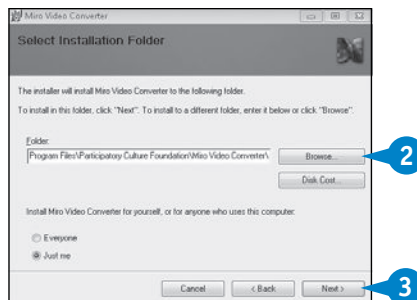 Miro Video Converter
Select Installation Folder
The installer will install Miro Video Converter to the following folder.
To install in this folder, click "Next". To install to a different folder, enter it below or click "Browse".
Folder:
Program Files\Participatory Culture Foundation\Miro Video Converter\
Browse...
2
Disk Cost...
Install Miro Video Converter for yourself, or for anyone who uses this computer:
Everyone
Just me
Cancel
< Back
Next >
3